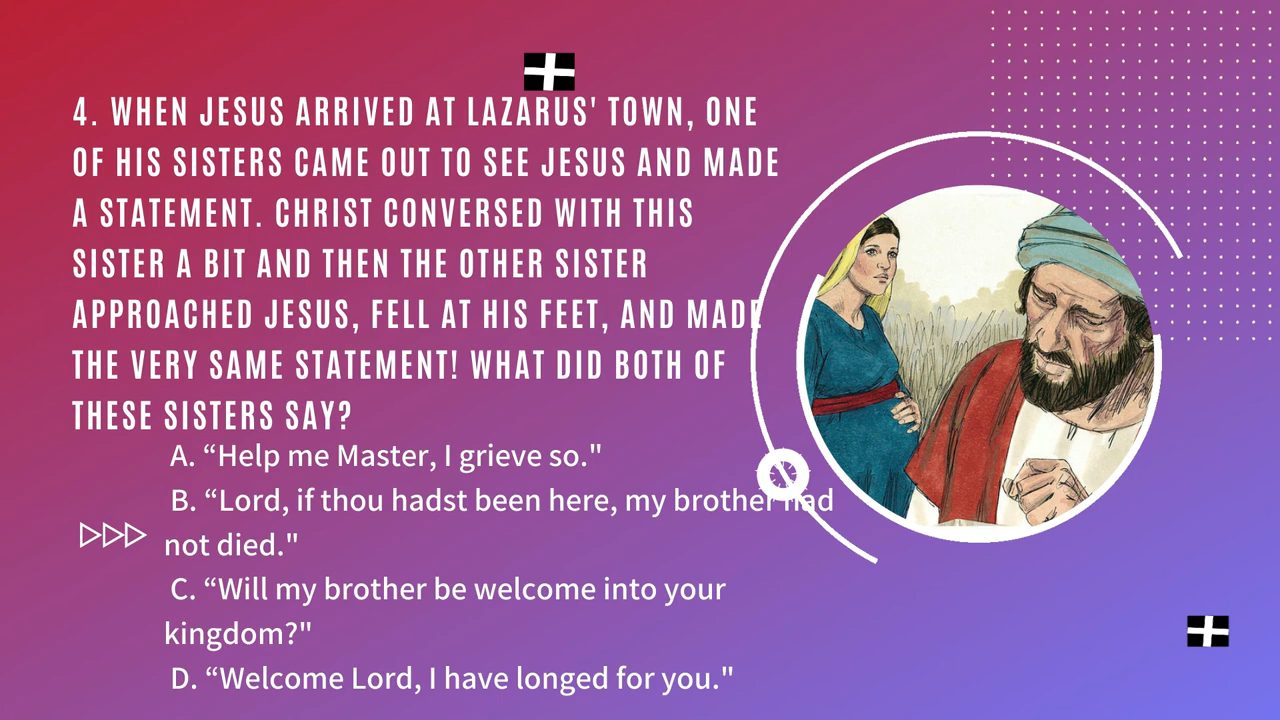 4. WHEN JESUS ARRIVED AT LAZARUS' TOWN, ONE
OF HIS SISTERS CAME OUT TO SEE JESUS AND MADE
A STATEMENT. CHRIST CONVERSED WITH THIS
SISTER A BIT AND THEN THE OTHER SISTER
APPROACHED JESUS, FELL AT HIS FEET, AND MADE
THE VERY SAME STATEMENT! WHAT DID BOTH OF
THESE SISTERS SAY?
A. “Help me Master, I grieve so."
B. “Lord, if thou hadst been here, my brother had
not died."
C. “Will my brother be welcome into your
kingdom?"
D. “Welcome Lord, I have longed for you."